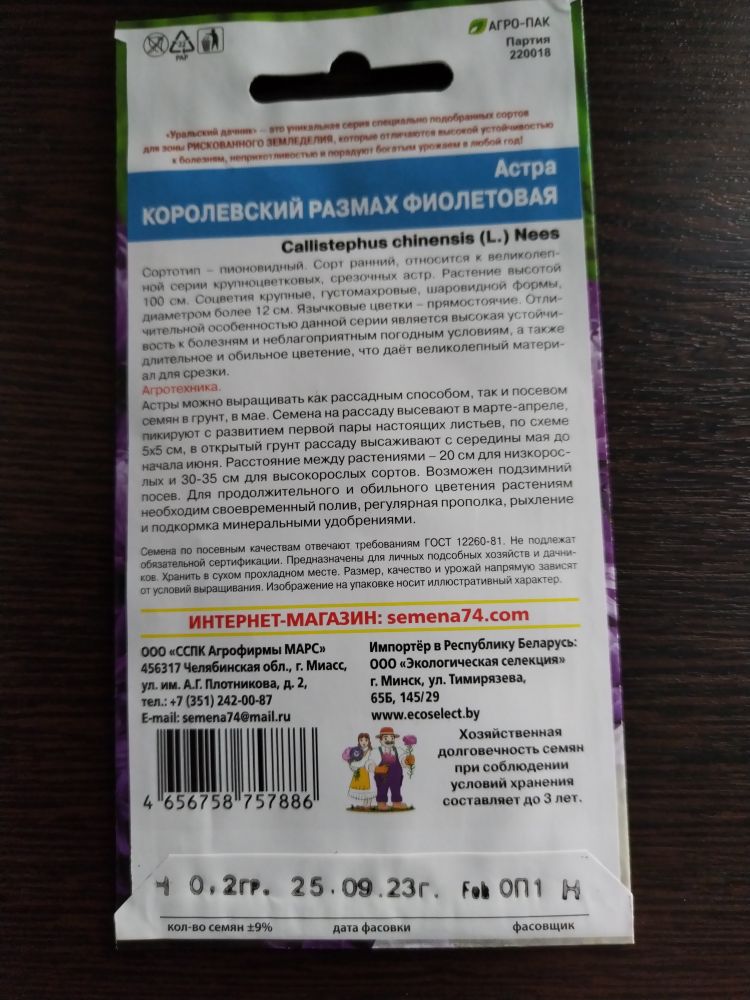 АГРО-ПАК
Партия
220018
22
PAP
«Уральский дачник» – это уникальная серия специально подобранных сортов
для зоны РИСКОВАННОГО ЗЕМЛЕДЕЛИЯ, которые отличаются высокой устойчивостью
к болезням, неприхотливостью и порадуют богатым урожаем в любой год!
Астра
КОРОЛЕВСКИЙ РАЗМАХ ФИОЛЕТОВАЯ
Callistephus chinensis (L.) Nees
Сортотип – пионовидный. Сорт ранний, относится к великолеп-
ной серии крупноцветковых, срезочных астр. Растение высотой
100 см. Соцветия крупные, густомахровые, шаровидной формы,
диаметром более 12 см. Язычковые цветки – прямостоячие. Отли-
чительной особенностью данной серии является высокая устойчи-
вость к болезням и неблагоприятным погодным условиям, а также
длительное и обильное цветение, что даёт великолепный матери-
ал для срезки.
Агротехника.
Астры можно выращивать как рассадным способом, так и посевом
семян в грунт, в мае. Семена на рассаду высевают в марте-апреле,
пикируют с развитием первой пары настоящих листьев, по схеме
5х5 см, в открытый грунт рассаду высаживают с середины мая до
начала июня. Расстояние между растениями – 20 см для низкорос-
лых и 30-35 см для высокорослых сортов. Возможен подзимний
посев. Для продолжительного и обильного цветения растениям
необходим своевременный полив, регулярная прополка, рыхление
и подкормка минеральными удобрениями.
Семена по посевным качествам отвечают требованиям ГОСТ 12260-81. Не подлежат
обязательной сертификации. Предназначены для личных подсобных хозяйств и дачни-
ков. Хранить в сухом прохладном месте. Размер, качество и урожай напрямую зависят
от условий выращивания. Изображение на упаковке носит иллюстративный характер.
ИНТЕРНЕТ-МАГАЗИН: semena74.com
ООО «ССПК Агрофирмы МАРС»
456317 Челябинская обл., г. Миасс,
ул. им. А.Г. Плотникова, д. 2,
тел.: +7 (351) 242-00-87
E-mail: semena74@mail.ru
Импортёр в Республику Беларусь:
ООО «Экологическая селекция»
г. Минск, ул. Тимирязева,
65Б, 145/29
www.ecoselect.by
4 656758 757886
Хозяйственная
долговечность семян
при соблюдении
условий хранения
составляет до 3 лет.
Н 0,2гр. 25.09.23г. Fob ОП1 Н
кол-во семян ±9% дата фасовки фасовщик